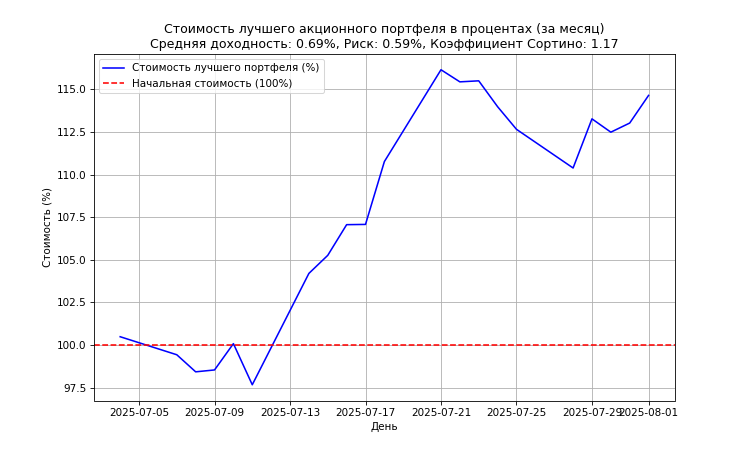 Стоимость лучшего акционного портфеля в процентах (за месяц)
Средняя доходность: 0.69%, Риск: 0.59%, Коэффициент Сортино: 1.17
Стоимость лучшего портфеля (%)
Начальная стоимость (100%)
Стоимость (%)
115.0
112.5
110.0
107.5
105.0
102.5
100.0
97.5
2025-07-05 2025-07-09 2025-07-13 2025-07-17 2025-07-21 2025-07-25 2025-07-29 2025-08-01
День